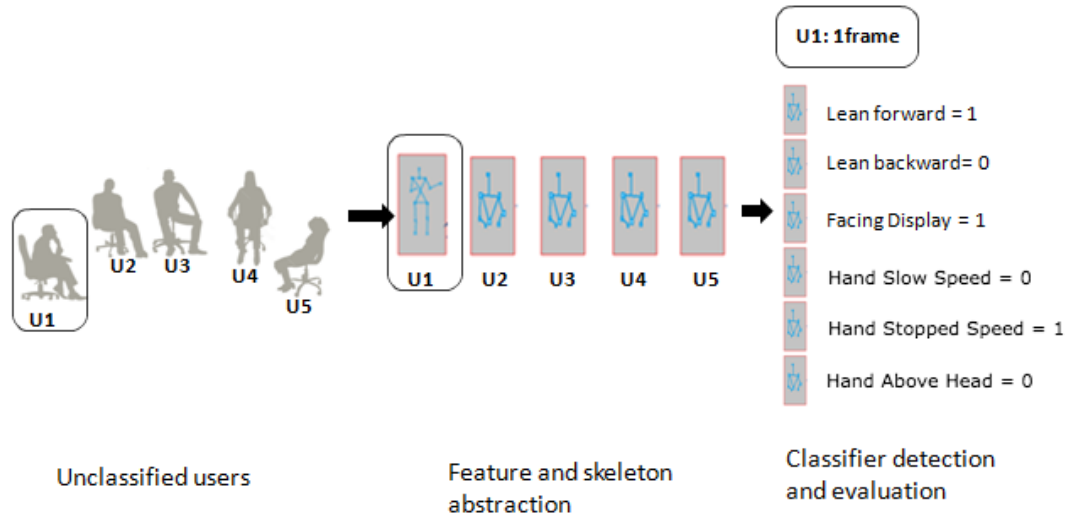 U1: 1frame
Lean forward = 1
Lean backward= 0
Facing Display = 1
Hand Slow Speed = 0
Hand Stopped Speed = 1
Hand Above Head = 0
U1
U2
U3
U4
U5
U1
U2
U3
U4
U5
Unclassified users
Feature and skeleton
abstraction
Classifier detection
and evaluation